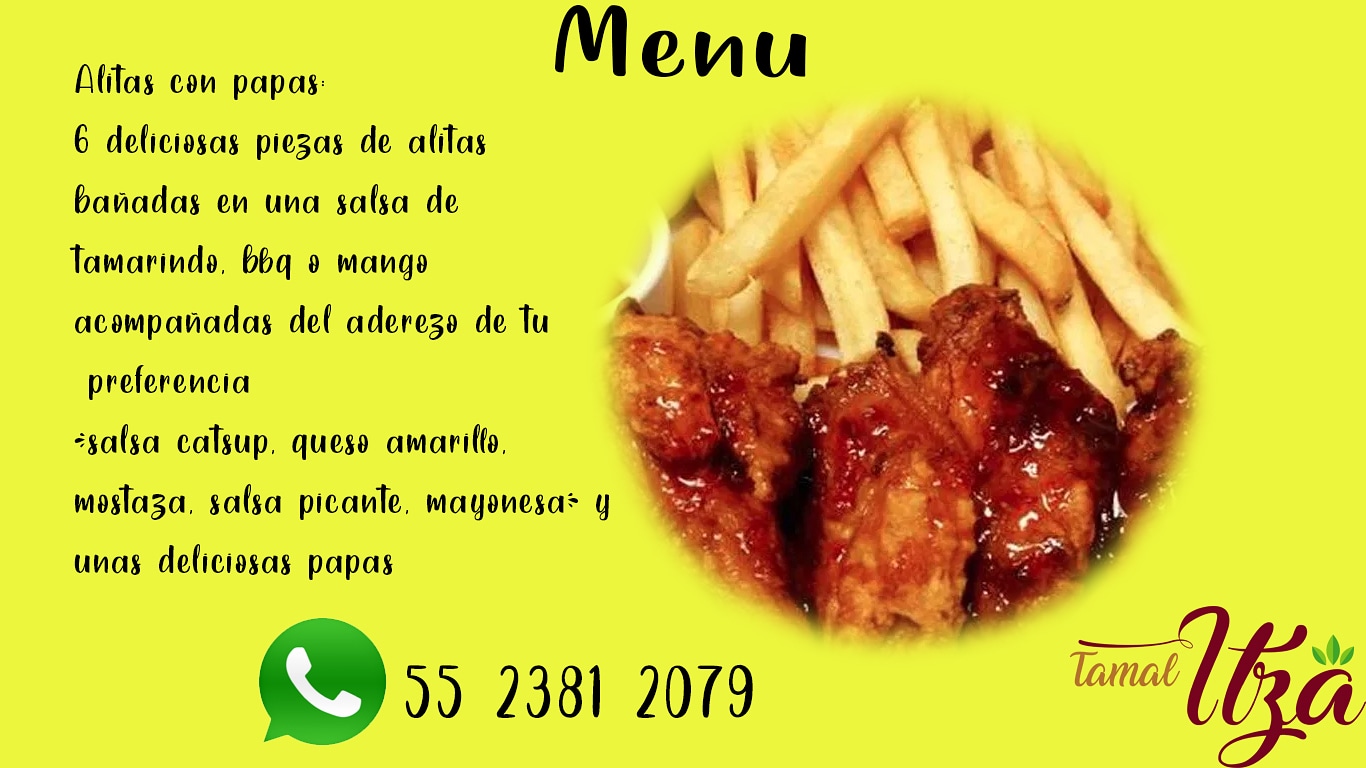 Menu
Alitas con papas:
6 deliciosas piezas de alitas
bañadas en una salsa de
tamarindo, bbq o mango
acompañadas del aderezo de tu
preferencia
salsa catsup, queso amarillo,
mostaza, salsa picante, mayonesa y
unas deliciosas papas
55 2381 2079
Tamal Itza